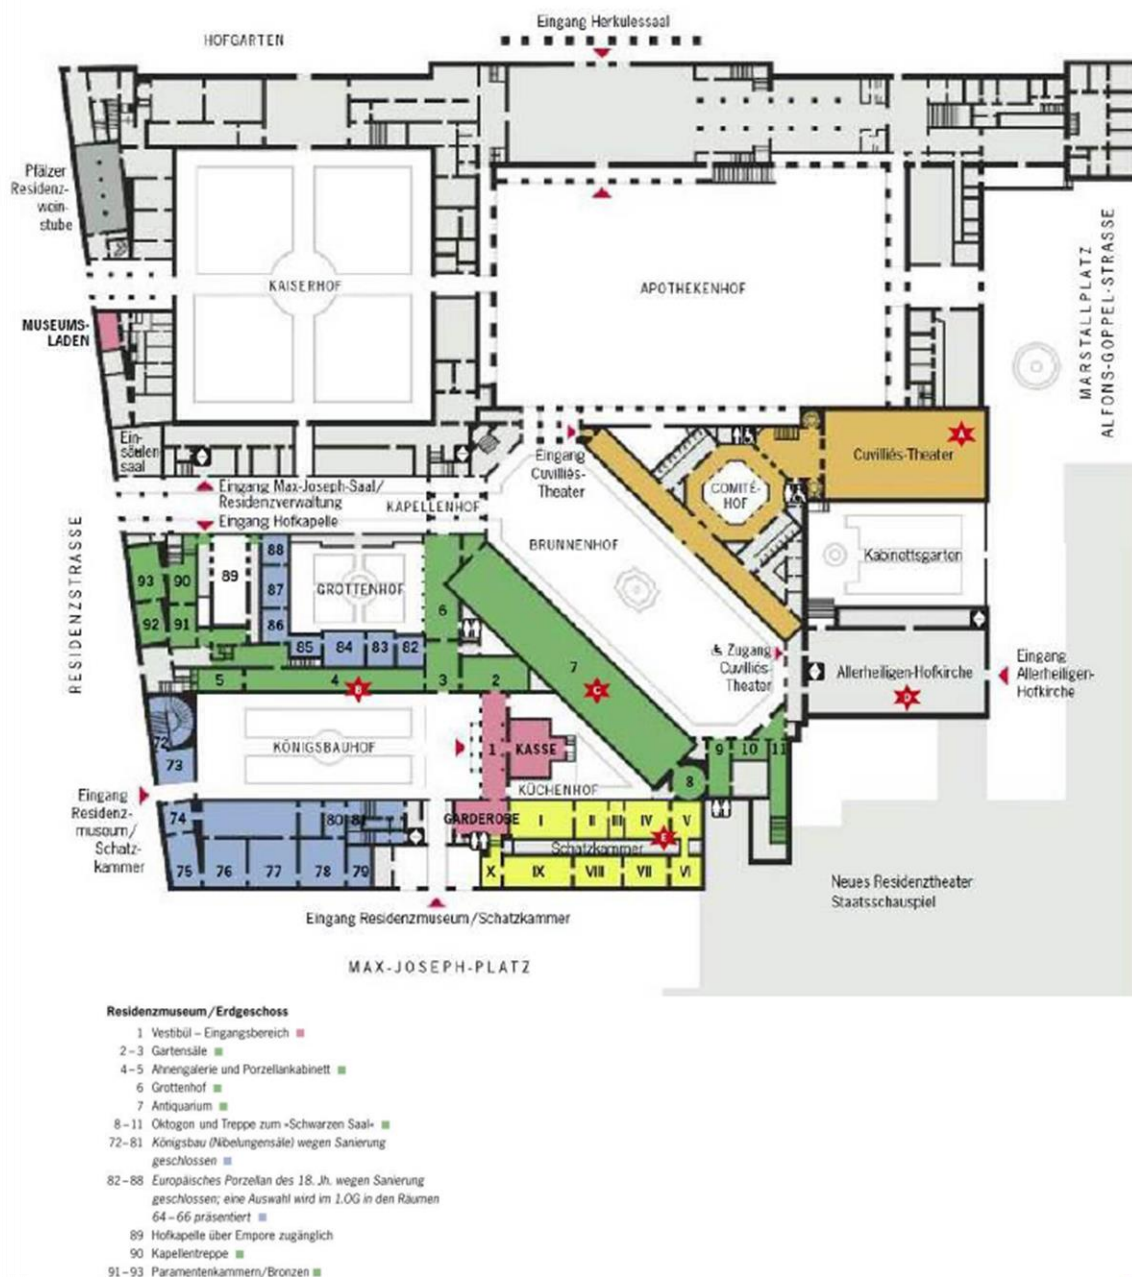 Eingang Herkulessaal
HOFGARTEN
Pfälzer
Residenz-
wein-
stube
KAISERHOF
APOTHEKENHOF
MARSTALLPLATZ
ALFONS-GOPPEL-STRASSE
MUSEUMS-
LADEN
Ein-
säulen-
saal
Eingang
Cuvilliés-
Theater
A
Cuvilliés-Theater
COMITÉ-
HOF
Eingang Max-Joseph-Saal/
Residenzverwaltung
KAPELLENHOF
Eingang Hofkapelle
RESIDENZSTRASSE
BRUNNENHOF
Kabinettsgarten
93
90
89
88
87
86
92
91
GROTTENHOF
6
85
84
83
82
5
4
3
2
B
7
C
Zugang
Cuvilliés-
Theater
Allerheiligen-Hofkirche
D
Eingang
Allerheiligen-
Hofkirche
72
73
KÖNIGSBAUHOF
1
KASSE
KÜCHENHOF
8
9
10
11
Eingang
Residenz-
museum/
Schatz-
kammer
74
80
8
GARDEROBE
I
II
III
IV
V
Schatzkammer
E
75
76
77
78
79
X
IX
VIII
VII
VI
Neues Residenztheater
Staatsschauspiel
Eingang Residenzmuseum/Schatzkammer
MAX-JOSEPH-PLATZ
Residenzmuseum/Erdgeschoss
1 Vestibül – Eingangsbereich
2–3 Gartensäle
4–5 Ahnengalerie und Porzellankabinett
6 Grottenhof
7 Antiquarium
8–11 Oktogon und Treppe zum »Schwarzen Saal«
72–81 Königsbau (Nibelungensäle) wegen Sanierung
geschlossen
82–88 Europäisches Porzellan des 18. Jh. wegen Sanierung
geschlossen; eine Auswahl wird im 1.OG in den Räumen
64–66 präsentiert
89 Hofkapelle über Empore zugänglich
90 Kapellentreppe
91–93 Paramentenkammern/Bronzen